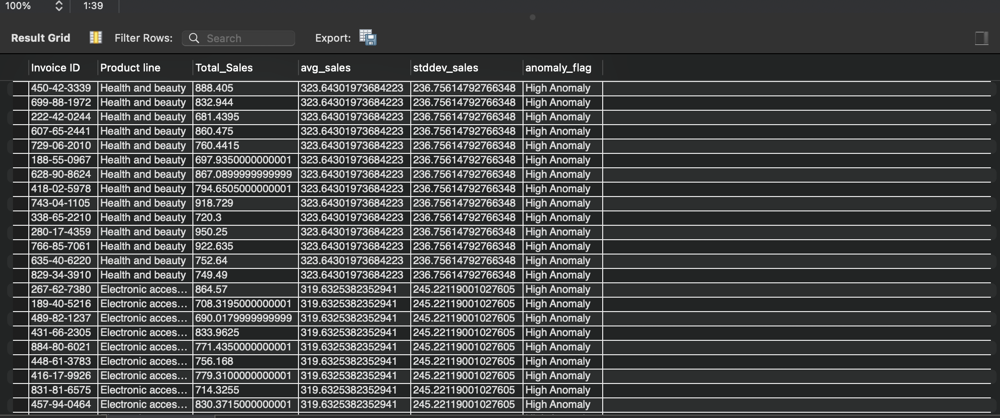 100% 1:39
Result Grid Filter Rows: Search Export:
Invoice ID Product line Total_Sales avg_sales stddev_sales anomaly_flag
450-42-3339 Health and beauty 888.405 323.64301973684223 236.75614792766348 High Anomaly
699-88-1972 Health and beauty 832.944 323.64301973684223 236.75614792766348 High Anomaly
222-42-0244 Health and beauty 681.4395 323.64301973684223 236.75614792766348 High Anomaly
607-65-2441 Health and beauty 860.475 323.64301973684223 236.75614792766348 High Anomaly
729-06-2010 Health and beauty 760.4415 323.64301973684223 236.75614792766348 High Anomaly
188-55-0967 Health and beauty 697.9350000000001 323.64301973684223 236.75614792766348 High Anomaly
628-90-8624 Health and beauty 867.0899999999999 323.64301973684223 236.75614792766348 High Anomaly
418-02-5978 Health and beauty 794.6505000000001 323.64301973684223 236.75614792766348 High Anomaly
743-04-1105 Health and beauty 918.729 323.64301973684223 236.75614792766348 High Anomaly
338-65-2210 Health and beauty 720.3 323.64301973684223 236.75614792766348 High Anomaly
280-17-4359 Health and beauty 950.25 323.64301973684223 236.75614792766348 High Anomaly
766-85-7061 Health and beauty 922.635 323.64301973684223 236.75614792766348 High Anomaly
635-40-6220 Health and beauty 752.64 323.64301973684223 236.75614792766348 High Anomaly
829-34-3910 Health and beauty 749.49 323.64301973684223 236.75614792766348 High Anomaly
267-62-7380 Electronic acces... 864.57 319.6325382352941 245.22119001027605 High Anomaly
189-40-5216 Electronic acces... 708.3195000000001 319.6325382352941 245.22119001027605 High Anomaly
489-82-1237 Electronic acces... 690.0179999999999 319.6325382352941 245.22119001027605 High Anomaly
431-66-2305 Electronic acces... 833.9625 319.6325382352941 245.22119001027605 High Anomaly
884-80-6021 Electronic acces... 771.4350000000001 319.6325382352941 245.22119001027605 High Anomaly
448-61-3783 Electronic acces... 756.168 319.6325382352941 245.22119001027605 High Anomaly
416-17-9926 Electronic acces... 779.3100000000001 319.6325382352941 245.22119001027605 High Anomaly
831-81-6575 Electronic acces... 714.3255 319.6325382352941 245.22119001027605 High Anomaly
457-94-0464 Electronic acces... 830.3715000000001 319.6325382352941 245.22119001027605 High Anomaly